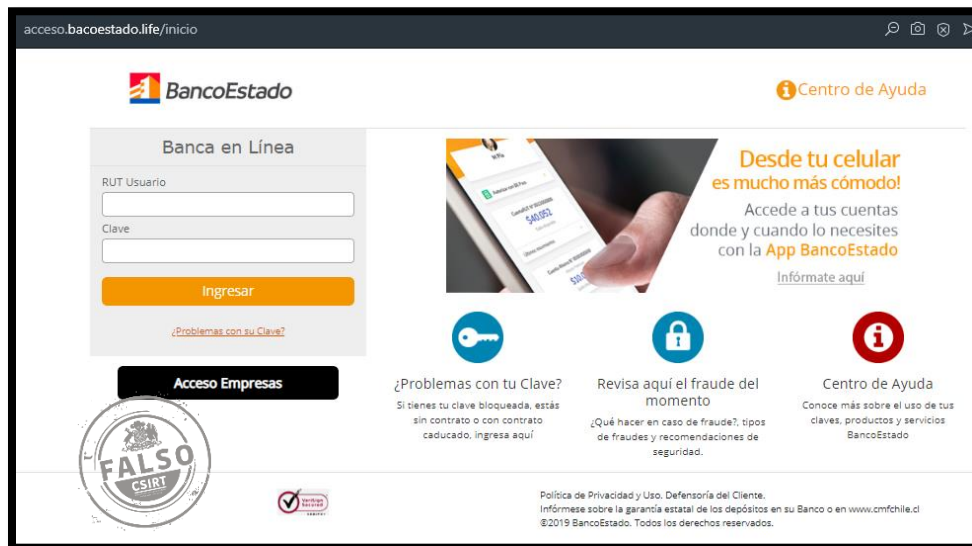 acceso.bacoestado.life/inicio
BancoEstado
Centro de Ayuda
Banca en Línea
RUT Usuario
Clave
Ingresar
¿Problemas con su Clave?
Acceso Empresas
Desde tu celular
es mucho más cómodo!
Accede a tus cuentas
donde y cuando lo necesites
con la App BancoEstado
Infórmate aquí
$40.052
¿Problemas con tu Clave?
Si tienes tu clave bloqueada, estás
sin contrato o con contrato
caducado, ingresa aquí
Revisa aquí el fraude del
momento
¿Qué hacer en caso de fraude?, tipos
de fraudes y recomendaciones de
seguridad.
Centro de Ayuda
Conoce más sobre el uso de tus
claves, productos y servicios
BancoEstado
FALSO
CSIRT
VeriSign
Secured
Política de Privacidad y Uso. Defensoría del Cliente.
Infórmese sobre la garantía estatal de los depósitos en su Banco o en www.cmfchile.cl
©2019 BancoEstado. Todos los derechos reservados.